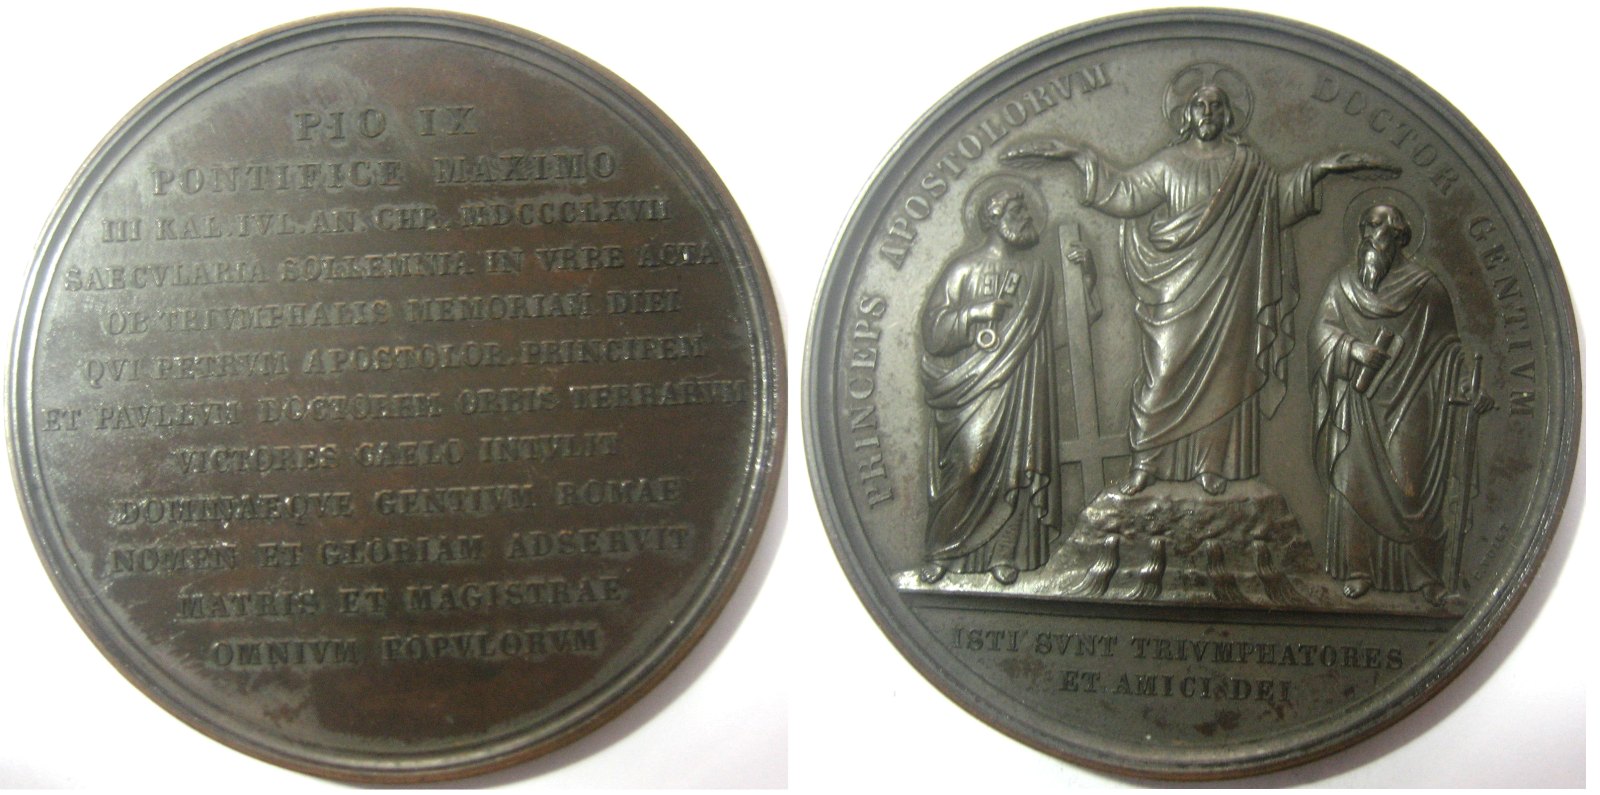 PIO IX
PONTIFICE MAXIMO
III KAL.IVL.AN.CHR.MDCCCLXVII
SAECVLARIA SOLLEMNIA IN VRBE ACTA
OB TRIVMPHALIS MEMORIAM DIEI
QVI PETRVM APOSTOLOR.PRINCIPEM
ET PAVLLVM DOCTOREM ORBIS TERRARVM
VICTORES CAELO INTVLIT
DOMINAEQVE GENTIVM ROMAE
NOMEN ET GLORIAM ADSERVIT
MATRIS ET MAGISTRAE
OMNIVM POPVLORVM
PRINCEPS APOSTOLORVM
DOCTOR GENTIVM
ISTI SVNT TRIVMPHATORES
ET AMICI DEI